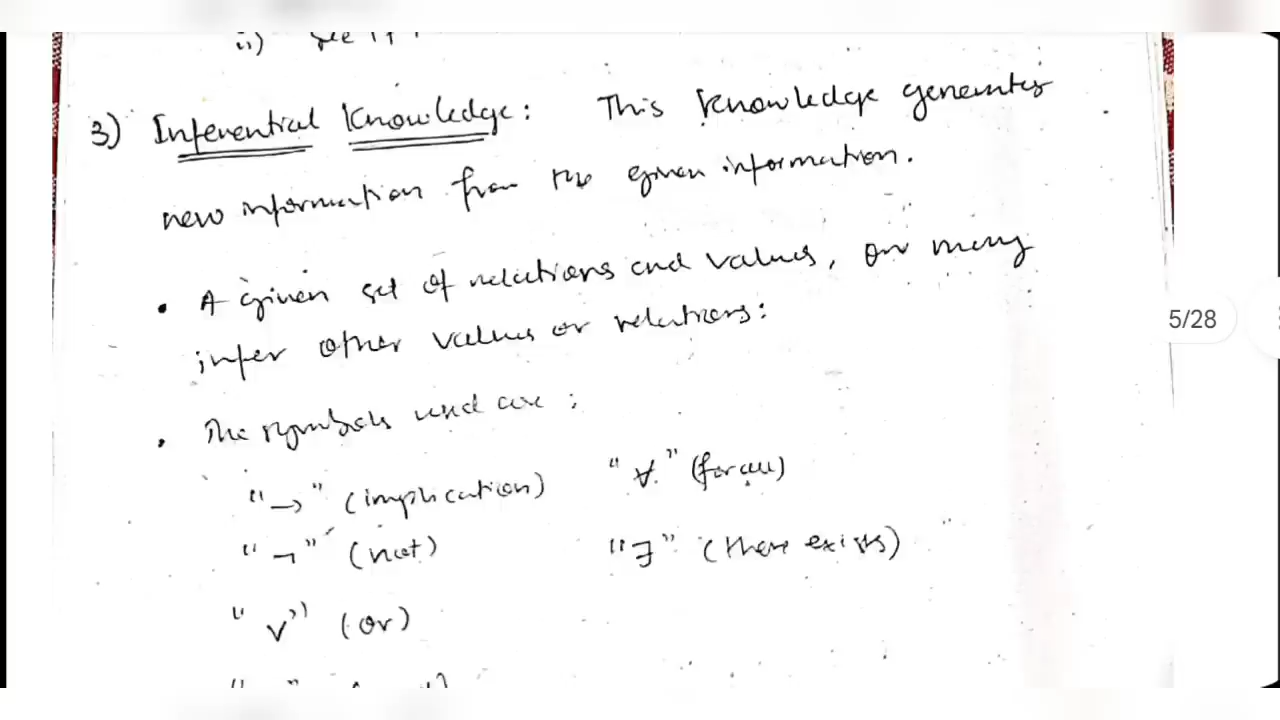 ii)
3) Inferential Knowledge: This Knowledge generates
new information from the given information.
• A given set of relations and values, one may
infer other values or relations:
• The symbols used are:
"→" (implication) "∀" (for all)
"¬" (not) "∃" (there exists)
"∨" (or)
5/28